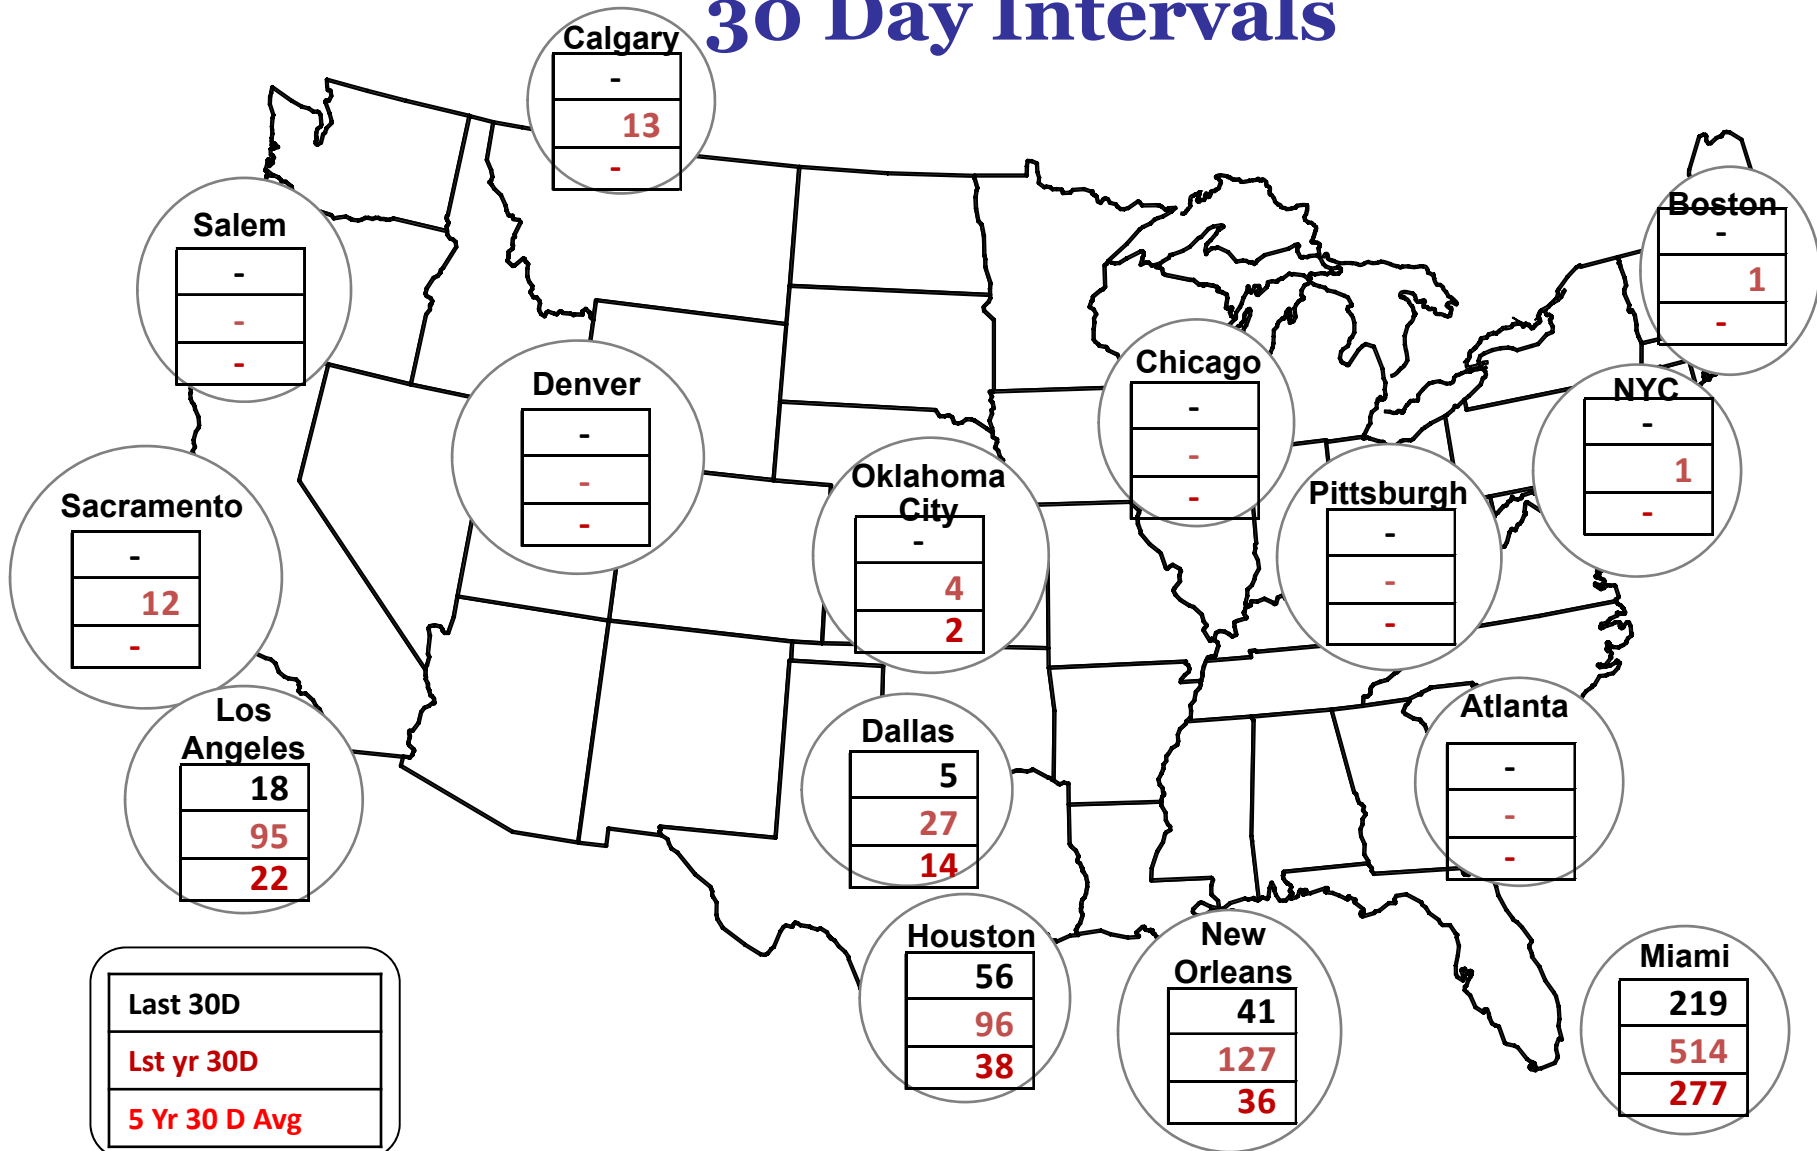 30 Day Intervals
Calgary
-
13
-
Salem
-
-
-
Boston
-
1
-
Denver
-
-
-
Chicago
-
-
-
NYC
-
1
-
Sacramento
-
12
-
Oklahoma
City
-
4
2
Pittsburgh
-
-
-
Los
Angeles
18
95
22
Dallas
5
27
14
Atlanta
-
-
-
Houston
56
96
38
New
Orleans
41
127
36
Miami
219
514
277
Last 30D
Lst yr 30D
5 Yr 30 D Avg